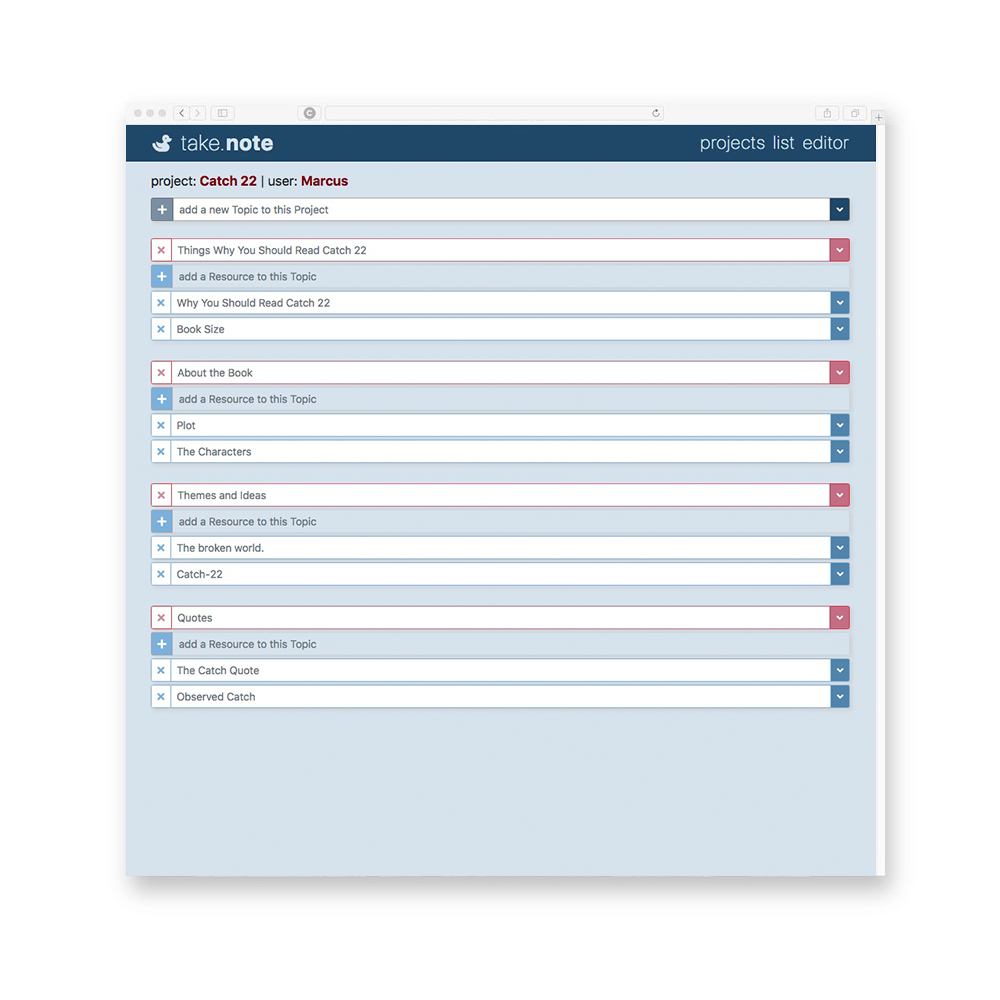 take.note
projects list editor
project: Catch 22 | user: Marcus
add a new Topic to this Project
Things Why You Should Read Catch 22
add a Resource to this Topic
Why You Should Read Catch 22
Book Size
About the Book
add a Resource to this Topic
Plot
The Characters
Themes and Ideas
add a Resource to this Topic
The broken world.
Catch-22
Quotes
add a Resource to this Topic
The Catch Quote
Observed Catch